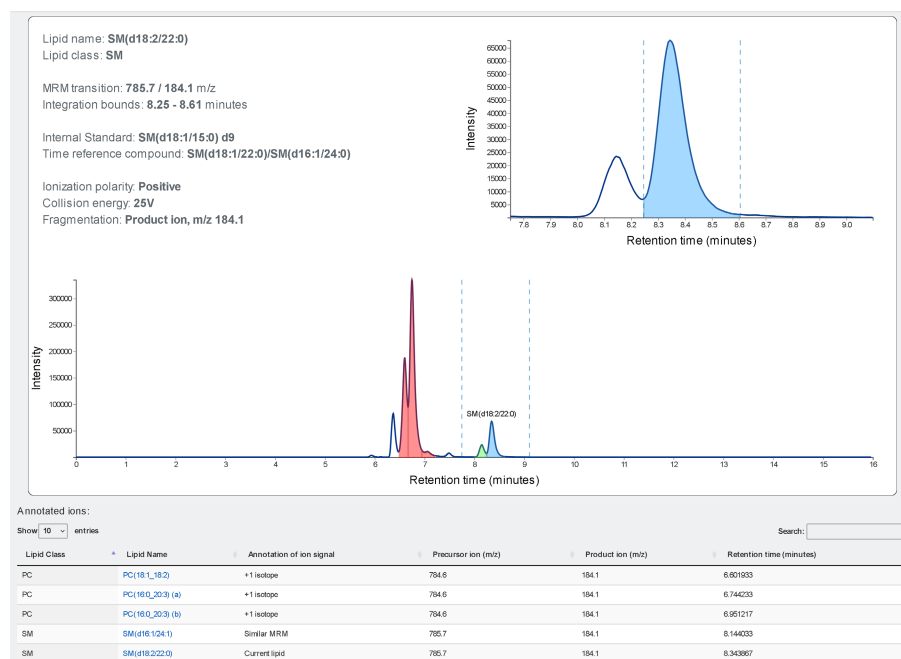 Lipid name: SM(d18:2/22:0)
Lipid class: SM
MRM transition: 785.7 / 184.1 m/z
Integration bounds: 8.25 - 8.61 minutes
Internal Standard: SM(d18:1/15:0) d9
Time reference compound: SM(d18:1/22:0)/SM(d16:1/24:0)
Ionization polarity: Positive
Collision energy: 25V
Fragmentation: Product ion, m/z 184.1
Intensity
65000
60000
55000
50000
45000
40000
35000
30000
25000
20000
15000
10000
5000
7.8 7.9 8.0 8.1 8.2 8.3 8.4 8.5 8.6 8.7 8.8 8.9 9.0
Retention time (minutes)
Intensity
300000
250000
200000
150000
100000
50000
SM(d18:2/22:0)
0 1 2 3 4 5 6 7 8 9 10 11 12 13 14 15 16
Retention time (minutes)
Annotated ions:
Show 10 entries Search:
Lipid Class Lipid Name Annotation of ion signal Precursor ion (m/z) Product ion (m/z) Retention time (minutes)
PC PC(18:1_18:2) +1 isotope 784.6 184.1 6.601933
PC PC(16:0_20:3) (a) +1 isotope 784.6 184.1 6.744233
PC PC(16:0_20:3) (b) +1 isotope 784.6 184.1 6.951217
SM SM(d16:1/24:1) Similar MRM 785.7 184.1 8.144033
SM SM(d18:2/22:0) Current lipid 785.7 184.1 8.343867